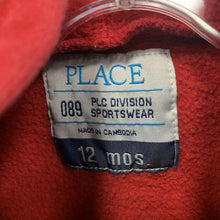 PLACE
089 PLC DIVISION
SPORTSWEAR
MADE IN CAMBODIA
12 mos.